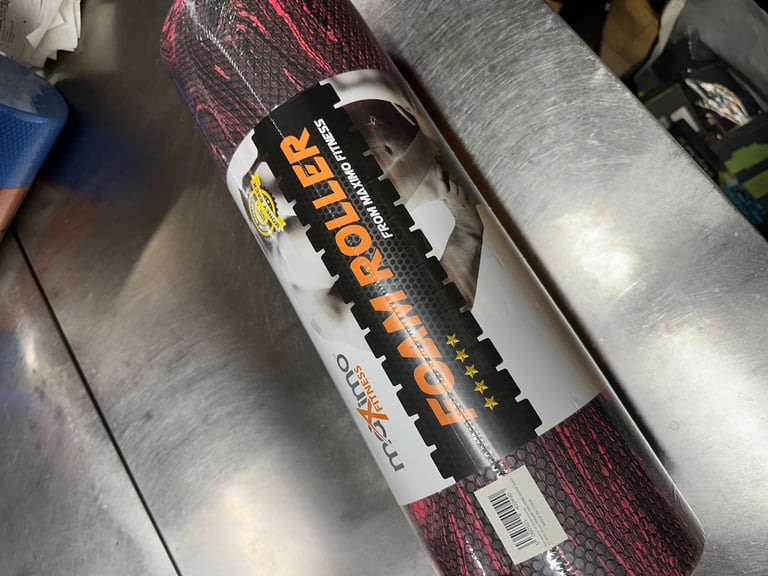 FOAM ROLLER
FROM MAXIMO FITNESS
maximo
FITNESS